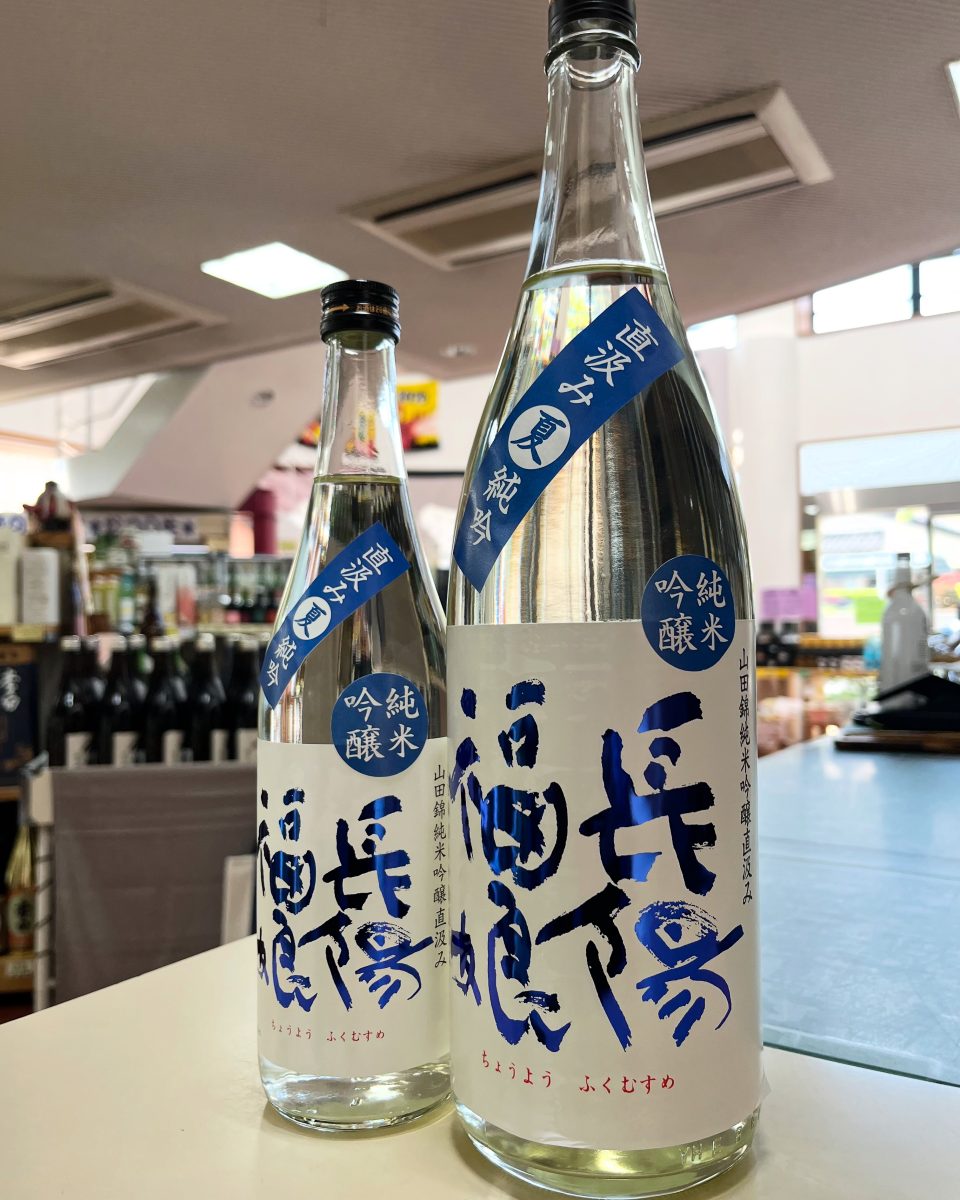 直汲み 夏 純吟
純米
吟醸
山田錦純米吟醸直汲み
長陽
福娘
ちょうよう ふくむすめ
直汲み 夏 純吟
純米
吟醸
山田錦純米吟醸直汲み
長陽
福娘
ちょうよう ふくむすめ